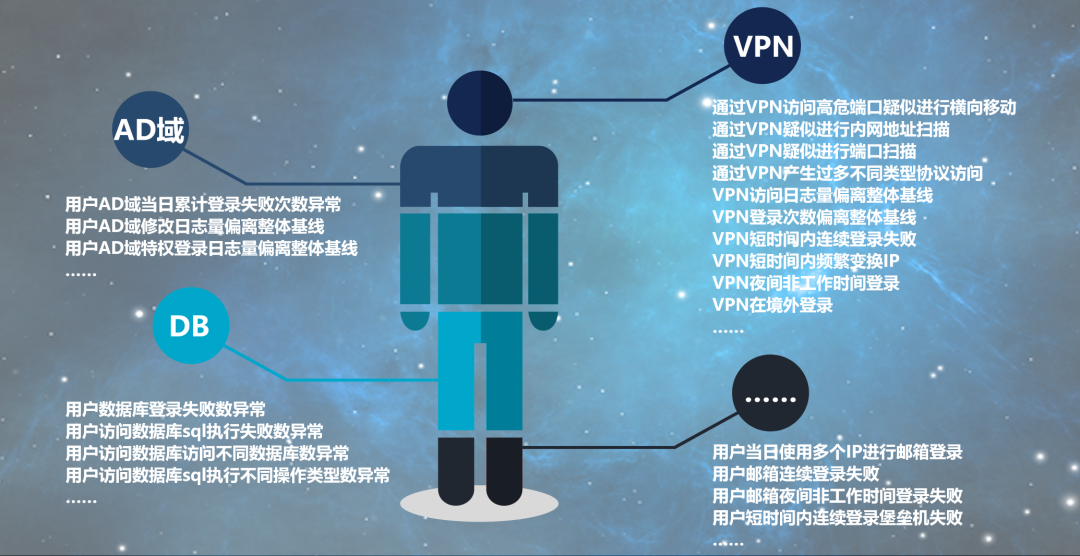 AD域
用户AD域当日累计登录失败次数异常
用户AD域修改日志量偏离整体基线
用户AD域特权登录日志量偏离整体基线
……
DB
用户数据库登录失败数异常
用户访问数据库sql执行失败数异常
用户访问数据库访问不同数据库数异常
用户访问数据库sql执行不同操作类型数异常
……
VPN
通过VPN访问高危端口疑似进行横向移动
通过VPN疑似进行内网地址扫描
通过VPN疑似进行端口扫描
通过VPN产生过多不同类型协议访问
VPN访问日志量偏离整体基线
VPN登录次数偏离整体基线
VPN短时间内连续登录失败
VPN短时间内频繁变换IP
VPN夜间非工作时间登录
VPN在境外登录
……
……
用户当日使用多个IP进行邮箱登录
用户邮箱连续登录失败
用户邮箱夜间非工作时间登录失败
用户短时间内连续登录堡垒机失败
……